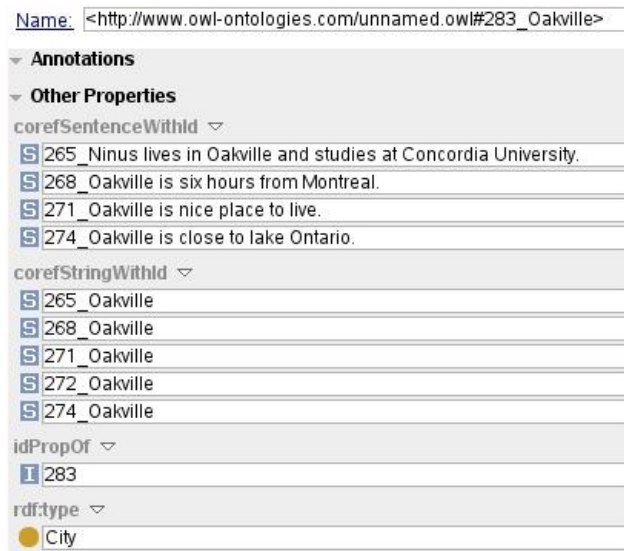 Name: <http://www.owl-ontologies.com/unnamed.owl#283_Oakville>
Annotations
Other Properties
corefSentenceWithId
S 265_Ninus lives in Oakville and studies at Concordia University.
S 268_Oakville is six hours from Montreal.
S 271_Oakville is nice place to live.
S 274_Oakville is close to lake Ontario.
corefStringWithId
S 265_Oakville
S 268_Oakville
S 271_Oakville
S 272_Oakville
S 274_Oakville
idPropOf
I 283
rdf:type
City